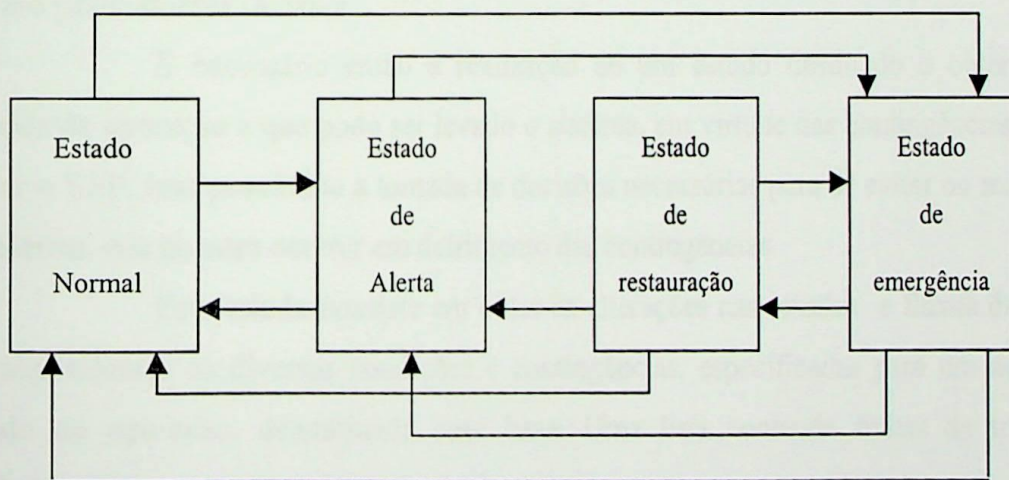 Estado
Normal
Estado
de
Alerta
Estado
de
restauração
Estado
de
emergência